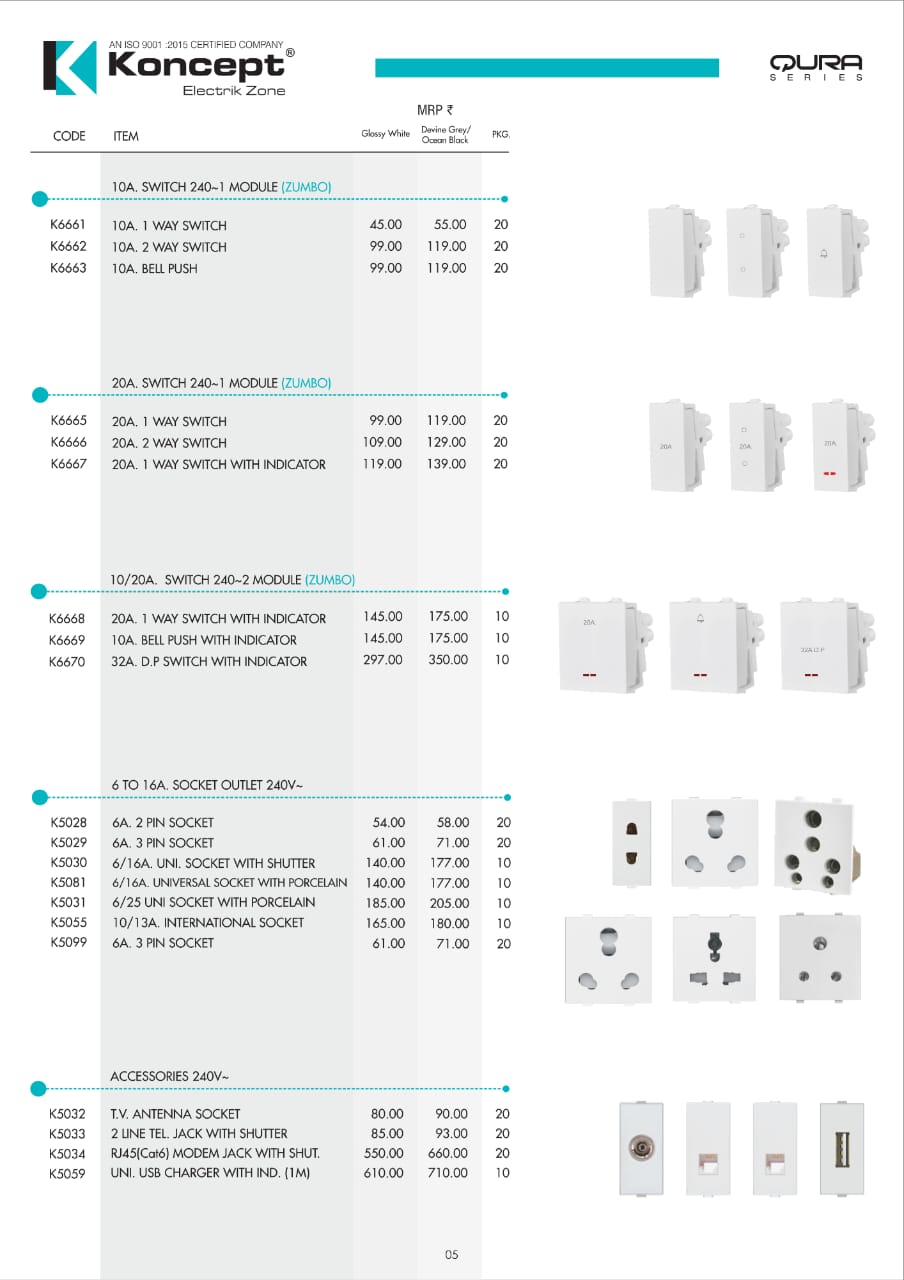 AN ISO 9001 :2015 CERTIFIED COMPANY
Koncept®
Electrik Zone
QURA
SERIES
MRP ₹
CODE ITEM Glossy White Devine Grey/ Ocean Black PKG.
10A. SWITCH 240~1 MODULE (ZUMBO)
K6661 10A. 1 WAY SWITCH 45.00 55.00 20
K6662 10A. 2 WAY SWITCH 99.00 119.00 20
K6663 10A. BELL PUSH 99.00 119.00 20
20A. SWITCH 240~1 MODULE (ZUMBO)
K6665 20A. 1 WAY SWITCH 99.00 119.00 20
K6666 20A. 2 WAY SWITCH 109.00 129.00 20
K6667 20A. 1 WAY SWITCH WITH INDICATOR 119.00 139.00 20
20A 20A 20A
10/20A. SWITCH 240~2 MODULE (ZUMBO)
K6668 20A. 1 WAY SWITCH WITH INDICATOR 145.00 175.00 10
K6669 10A. BELL PUSH WITH INDICATOR 145.00 175.00 10
K6670 32A. D.P SWITCH WITH INDICATOR 297.00 350.00 10
20A 32A D.P
6 TO 16A. SOCKET OUTLET 240V~
K5028 6A. 2 PIN SOCKET 54.00 58.00 20
K5029 6A. 3 PIN SOCKET 61.00 71.00 20
K5030 6/16A. UNI. SOCKET WITH SHUTTER 140.00 177.00 10
K5081 6/16A. UNIVERSAL SOCKET WITH PORCELAIN 140.00 177.00 10
K5031 6/25 UNI SOCKET WITH PORCELAIN 185.00 205.00 10
K5055 10/13A. INTERNATIONAL SOCKET 165.00 180.00 10
K5099 6A. 3 PIN SOCKET 61.00 71.00 20
ACCESSORIES 240V~
K5032 T.V. ANTENNA SOCKET 80.00 90.00 20
K5033 2 LINE TEL. JACK WITH SHUTTER 85.00 93.00 20
K5034 RJ45(Cat6) MODEM JACK WITH SHUT. 550.00 660.00 20
K5059 UNI. USB CHARGER WITH IND. (1M) 610.00 710.00 10
05